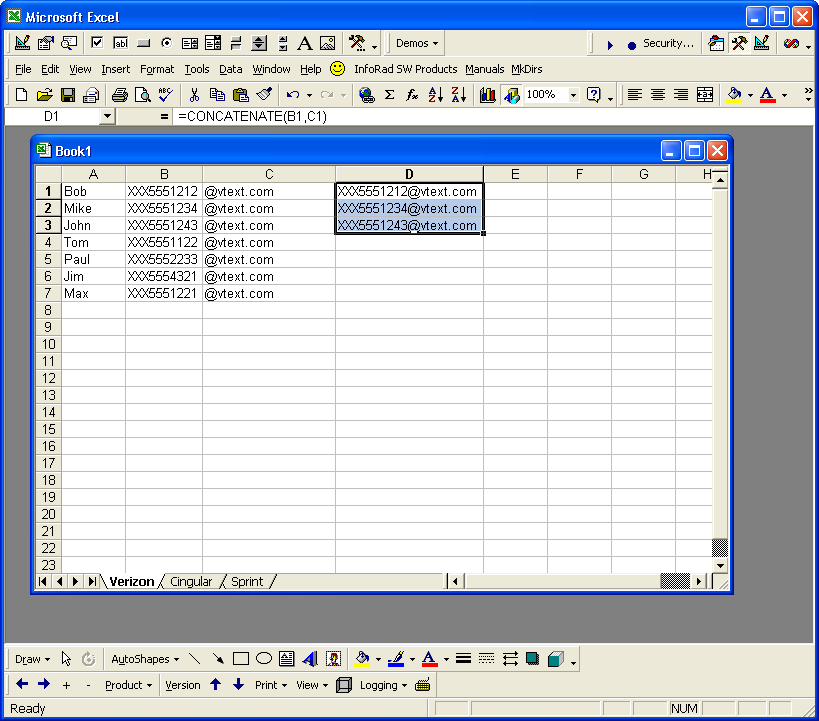 Microsoft Excel
Demos Security...
File Edit View Insert Format Tools Data Window Help InfoRad SW Products Manuals MkDirs
100%
D1 = =CONCATENATE(B1,C1)
Book1
A B C D E F G H
1 Bob XXX5551212 @vtext.com XXX5551212@vtext.com
2 Mike XXX5551234 @vtext.com XXX5551234@vtext.com
3 John XXX5551243 @vtext.com XXX5551243@vtext.com
4 Tom XXX5551122 @vtext.com
5 Paul XXX5552233 @vtext.com
6 Jim XXX5554321 @vtext.com
7 Max XXX5551221 @vtext.com
8
9
10
11
12
13
14
15
16
17
18
19
20
21
22
23
Verizon Cingular Sprint
Draw AutoShapes
+ - Product Version Print View Logging
Ready NUM